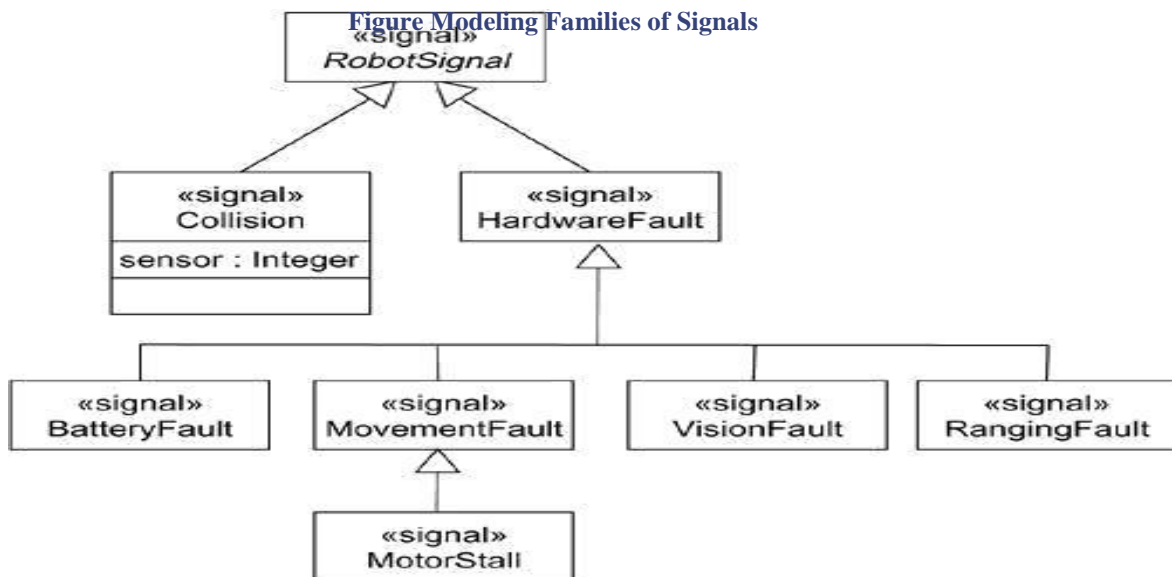 Figure Modeling Families of Signals
«signal»
RobotSignal
«signal»
Collision
sensor : Integer
«signal»
HardwareFault
«signal»
BatteryFault
«signal»
MovementFault
«signal»
VisionFault
«signal»
RangingFault
«signal»
MotorStall